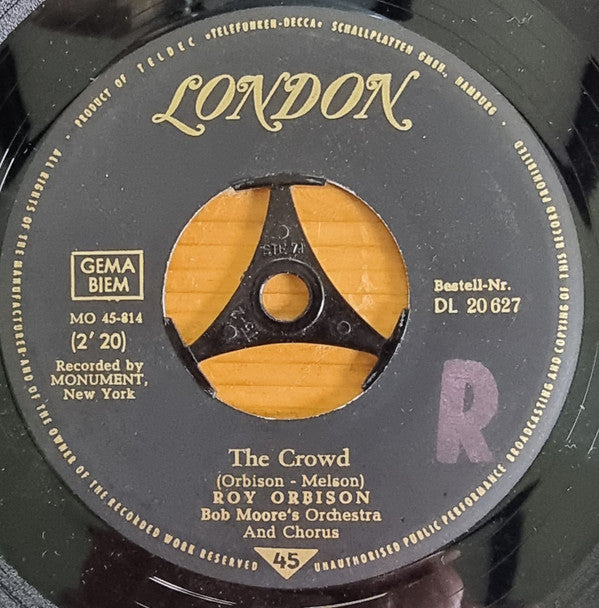 PRODUCT OF TELDEC »TELEFUNKEN-DECCA« SCHALLPLATTEN GMBH., HAMBURG
LONDON
GEMA
BIEM
MO 45-814
(2' 20)
Recorded by
MONUMENT,
New York
Bestell-Nr.
DL 20 627
R
The Crowd
(Orbison - Melson)
ROY ORBISON
Bob Moore's Orchestra
And Chorus
45
ALL RIGHTS OF THE MANUFACTURER AND OF THE OWNER OF THE RECORDED WORK RESERVED
UNAUTHORISED PUBLIC PERFORMANCE BROADCASTING AND COPYING OF THIS RECORD PROHIBITED